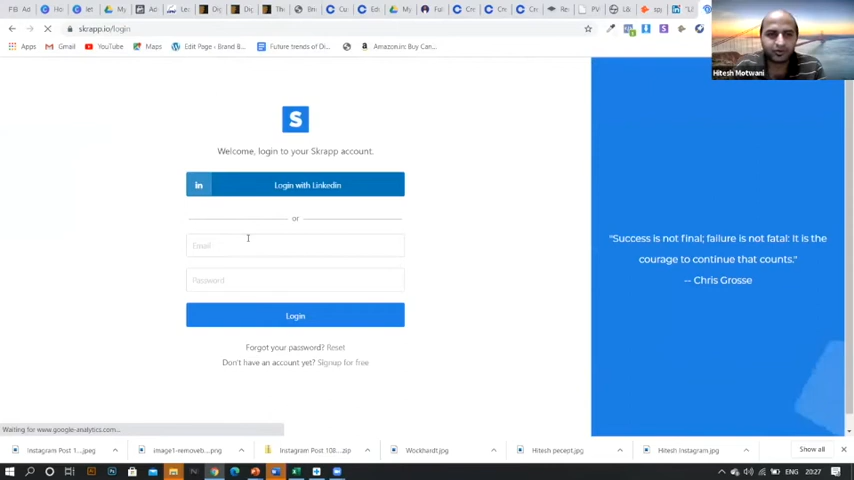 skrapp.io/login
Apps
Gmail
YouTube
Maps
Edit Page ‹ Brand B...
Future trends of Di...
Amazon.in: Buy Can...
Hitesh Motwani
S
Welcome, login to your Skrapp account.
in
Login with Linkedin
or
Email
Password
Login
Forgot your password? Reset
Don't have an account yet? Signup for free
"Success is not final; failure is not fatal: It is the
courage to continue that counts."
-- Chris Grosse
Waiting for www.google-analytics.com...
Instagram Post 1....jpeg
image1-removeb....png
Instagram Post 108....zip
Wockhardt.jpg
Hitesh pecept.jpg
Hitesh Instagram.jpg
Show all
ENG
20:27